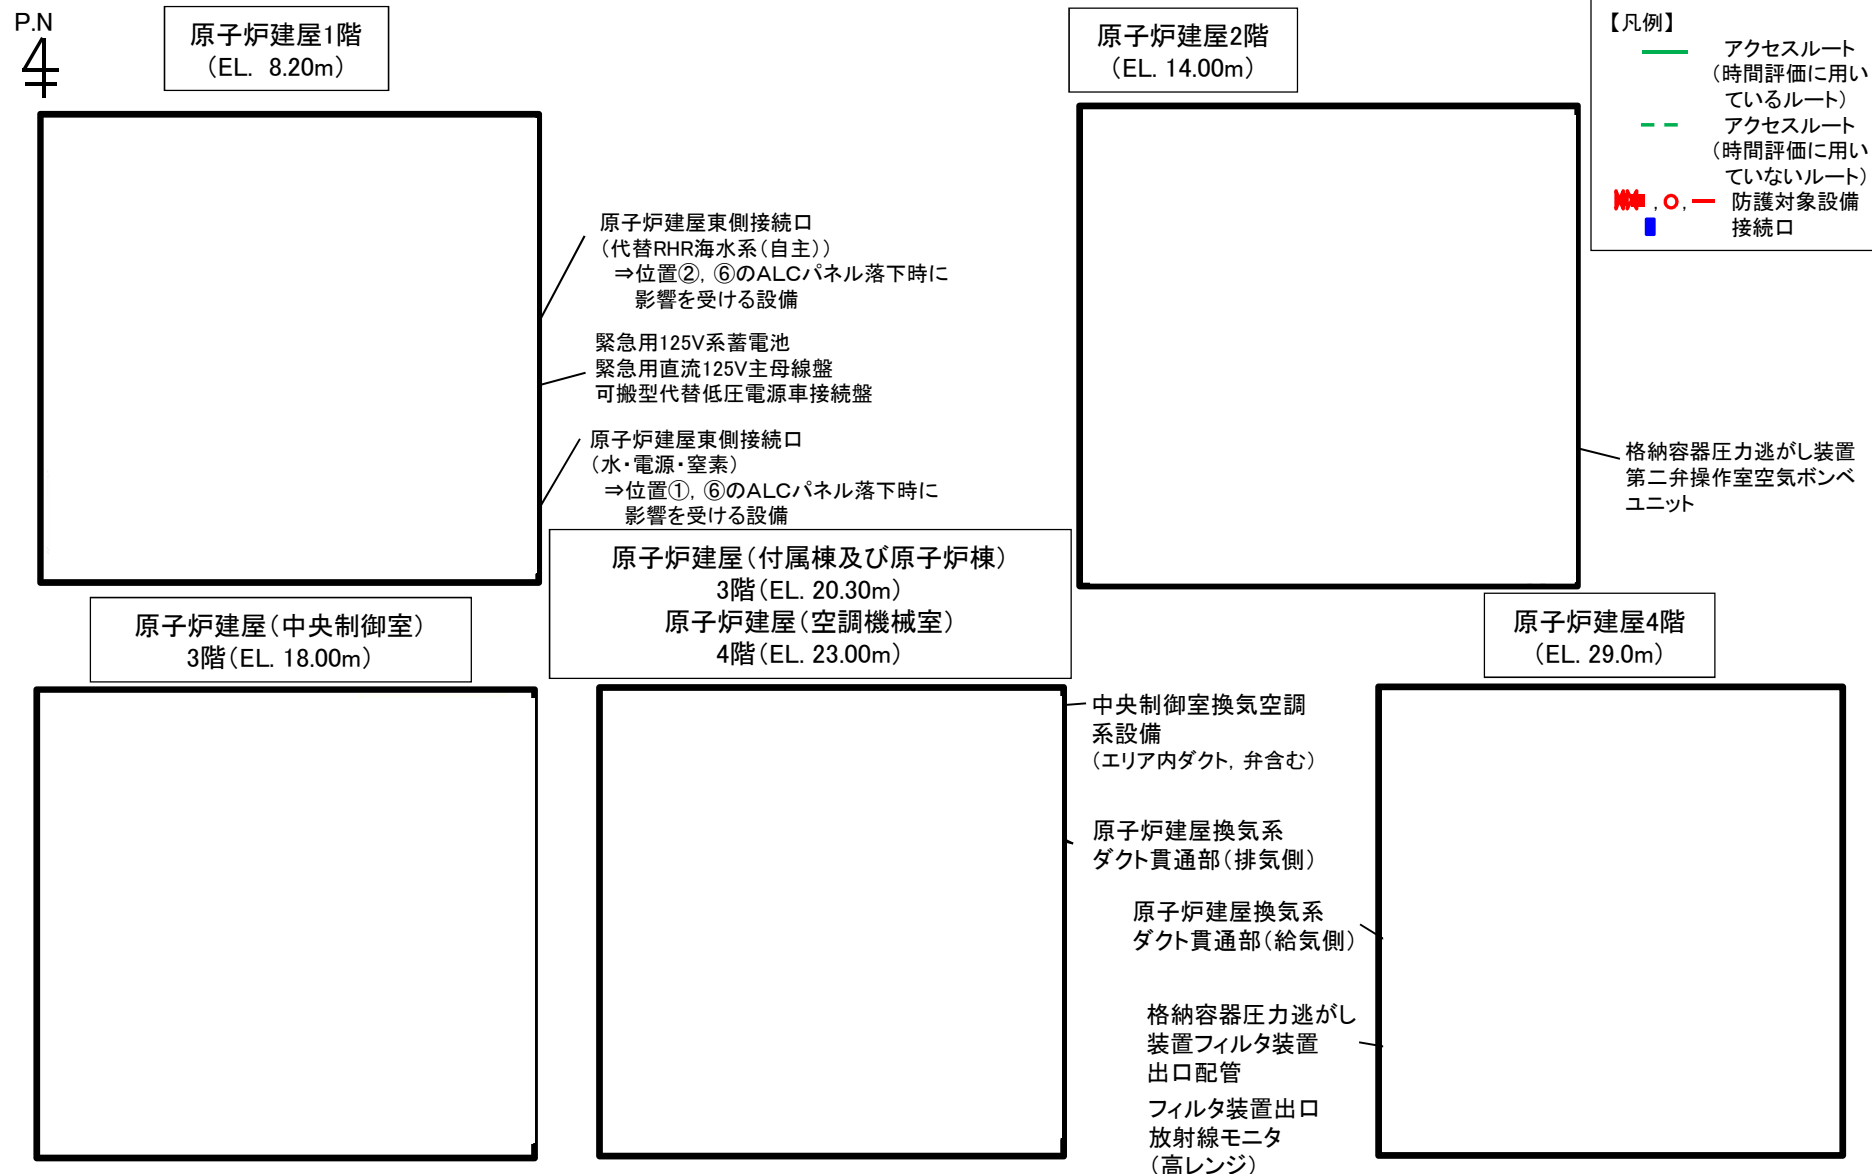 P.N
原子炉建屋1階
(EL. 8.20m)
原子炉建屋2階
(EL. 14.00m)
【凡例】
アクセスルート
(時間評価に用い
ているルート)
アクセスルート
(時間評価に用い
ていないルート)
, , 防護対象設備
接続口
原子炉建屋東側接続口
(代替RHR海水系(自主))
⇒位置②, ⑥のALCパネル落下時に
影響を受ける設備
緊急用125V系蓄電池
緊急用直流125V主母線盤
可搬型代替低圧電源車接続盤
原子炉建屋東側接続口
(水・電源・窒素)
⇒位置①, ⑥のALCパネル落下時に
影響を受ける設備
格納容器圧力逃がし装置
第二弁操作室空気ボンベ
ユニット
原子炉建屋(中央制御室)
3階(EL. 18.00m)
原子炉建屋(付属棟及び原子炉棟)
3階(EL. 20.30m)
原子炉建屋(空調機械室)
4階(EL. 23.00m)
原子炉建屋4階
(EL. 29.0m)
中央制御室換気空調
系設備
(エリア内ダクト, 弁含む)
原子炉建屋換気系
ダクト貫通部(排気側)
原子炉建屋換気系
ダクト貫通部(給気側)
格納容器圧力逃がし
装置フィルタ装置
出口配管
フィルタ装置出口
放射線モニタ
(高レンジ)